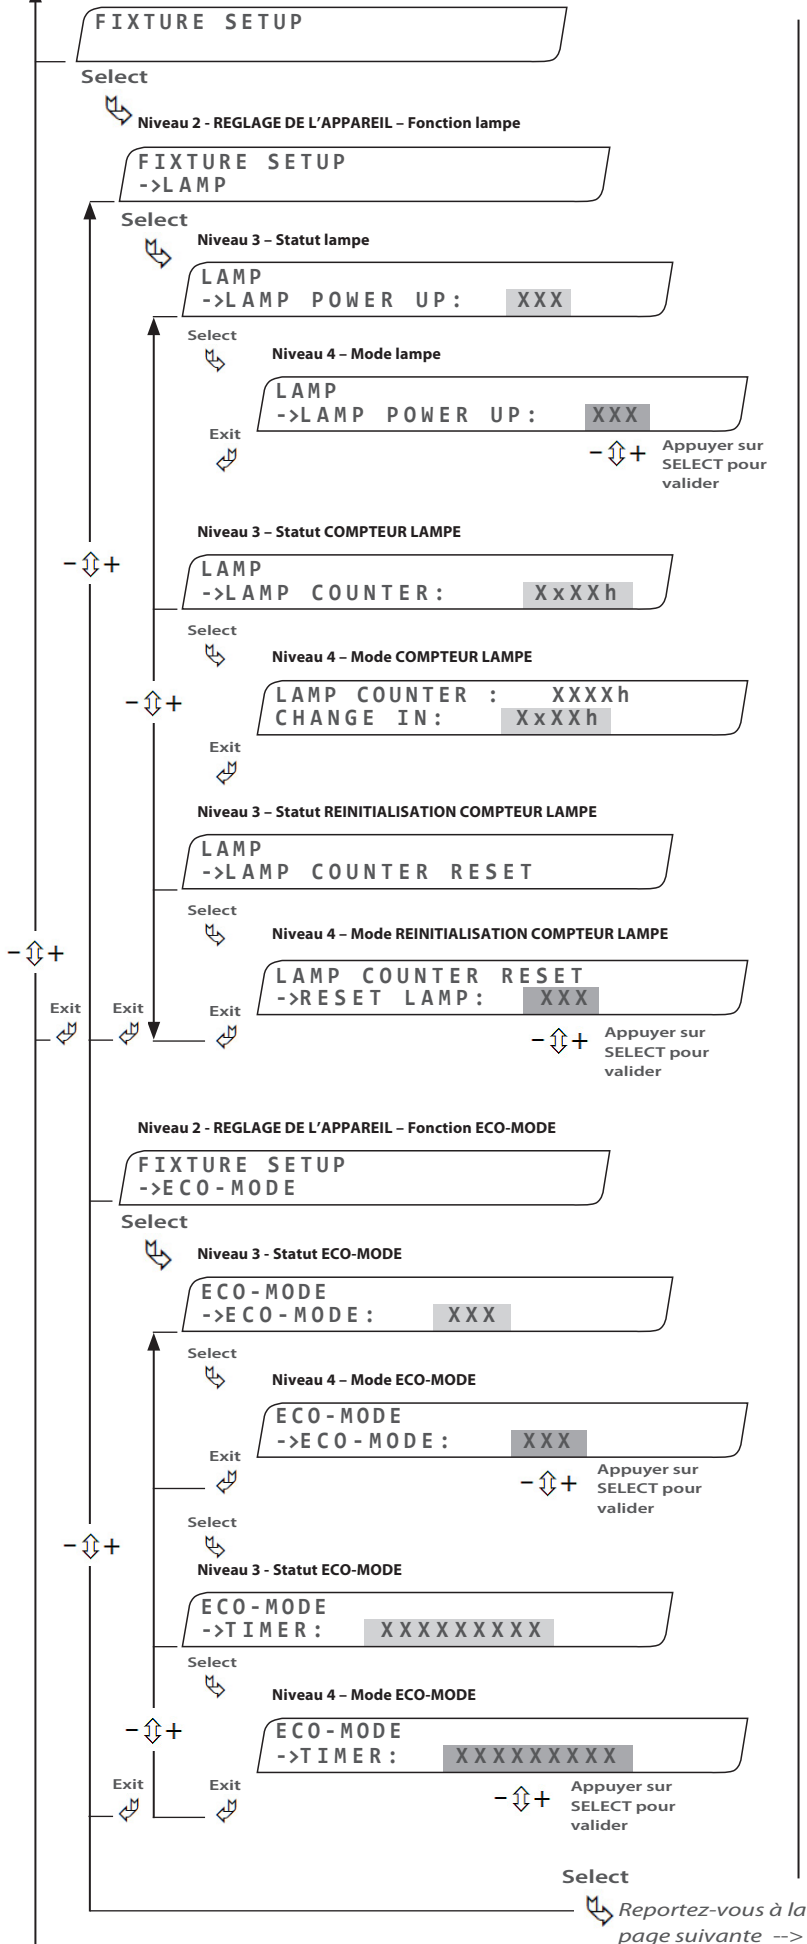 FIXTURE SETUP
Select
Niveau 2 - REGLAGE DE L'APPAREIL – Fonction lampe
FIXTURE SETUP
->LAMP
Select
Niveau 3 – Statut lampe
LAMP
->LAMP POWER UP: XXX
Select
Niveau 4 – Mode lampe
LAMP
->LAMP POWER UP: XXX
Exit
- +
Appuyer sur
SELECT pour
valider
Niveau 3 – Statut COMPTEUR LAMPE
- +
LAMP
->LAMP COUNTER: XxXXh
Select
Niveau 4 – Mode COMPTEUR LAMPE
- +
LAMP COUNTER : XXXXh
CHANGE IN: XxXXh
Exit
Niveau 3 – Statut REINITIALISATION COMPTEUR LAMPE
LAMP
->LAMP COUNTER RESET
Select
Niveau 4 – Mode REINITIALISATION COMPTEUR LAMPE
- +
LAMP COUNTER RESET
->RESET LAMP: XXX
Exit Exit Exit
- +
Appuyer sur
SELECT pour
valider
Niveau 2 - REGLAGE DE L'APPAREIL – Fonction ECO-MODE
FIXTURE SETUP
->ECO-MODE
Select
Niveau 3 - Statut ECO-MODE
ECO-MODE
->ECO-MODE: XXX
Select
Niveau 4 – Mode ECO-MODE
ECO-MODE
->ECO-MODE: XXX
Exit
- +
Appuyer sur
SELECT pour
valider
Select
- +
Niveau 3 - Statut ECO-MODE
ECO-MODE
->TIMER: XXXXXXXXX
Select
Niveau 4 – Mode ECO-MODE
- +
ECO-MODE
->TIMER: XXXXXXXXX
Exit Exit
- +
Appuyer sur
SELECT pour
valider
Select
Reportez-vous à la
page suivante -->